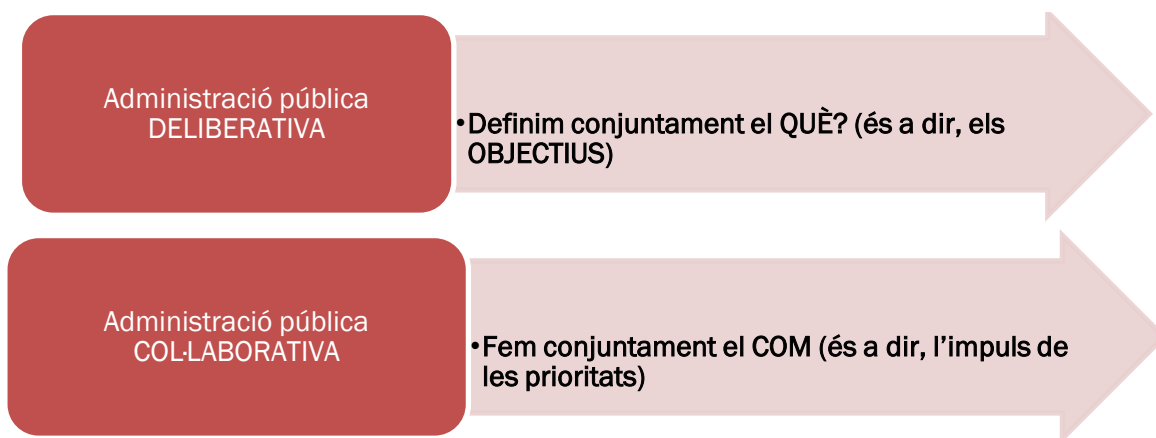 Administració pública
DELIBERATIVA
•Definim conjuntament el QUÈ? (és a dir, els
OBJECTIUS)
Administració pública
COL·LABORATIVA
•Fem conjuntament el COM (és a dir, l’impuls de
les prioritats)